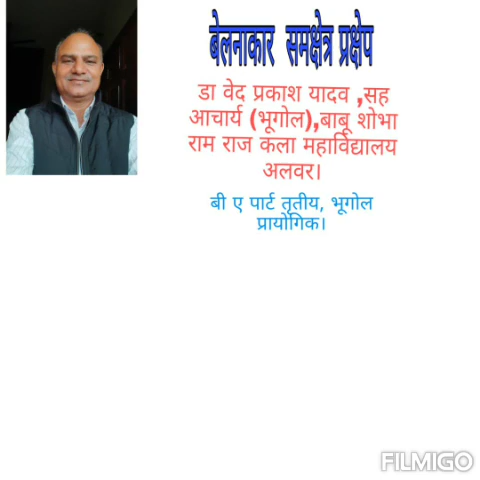 बेलनाकार समक्षेत्र प्रक्षेप
डा वेद प्रकाश यादव ,सह
आचार्य (भूगोल),बाबू शोभा
राम राज कला महाविद्यालय
अलवर।
बी ए पार्ट तृतीय, भूगोल
प्रायोगिक।
FILMIGO